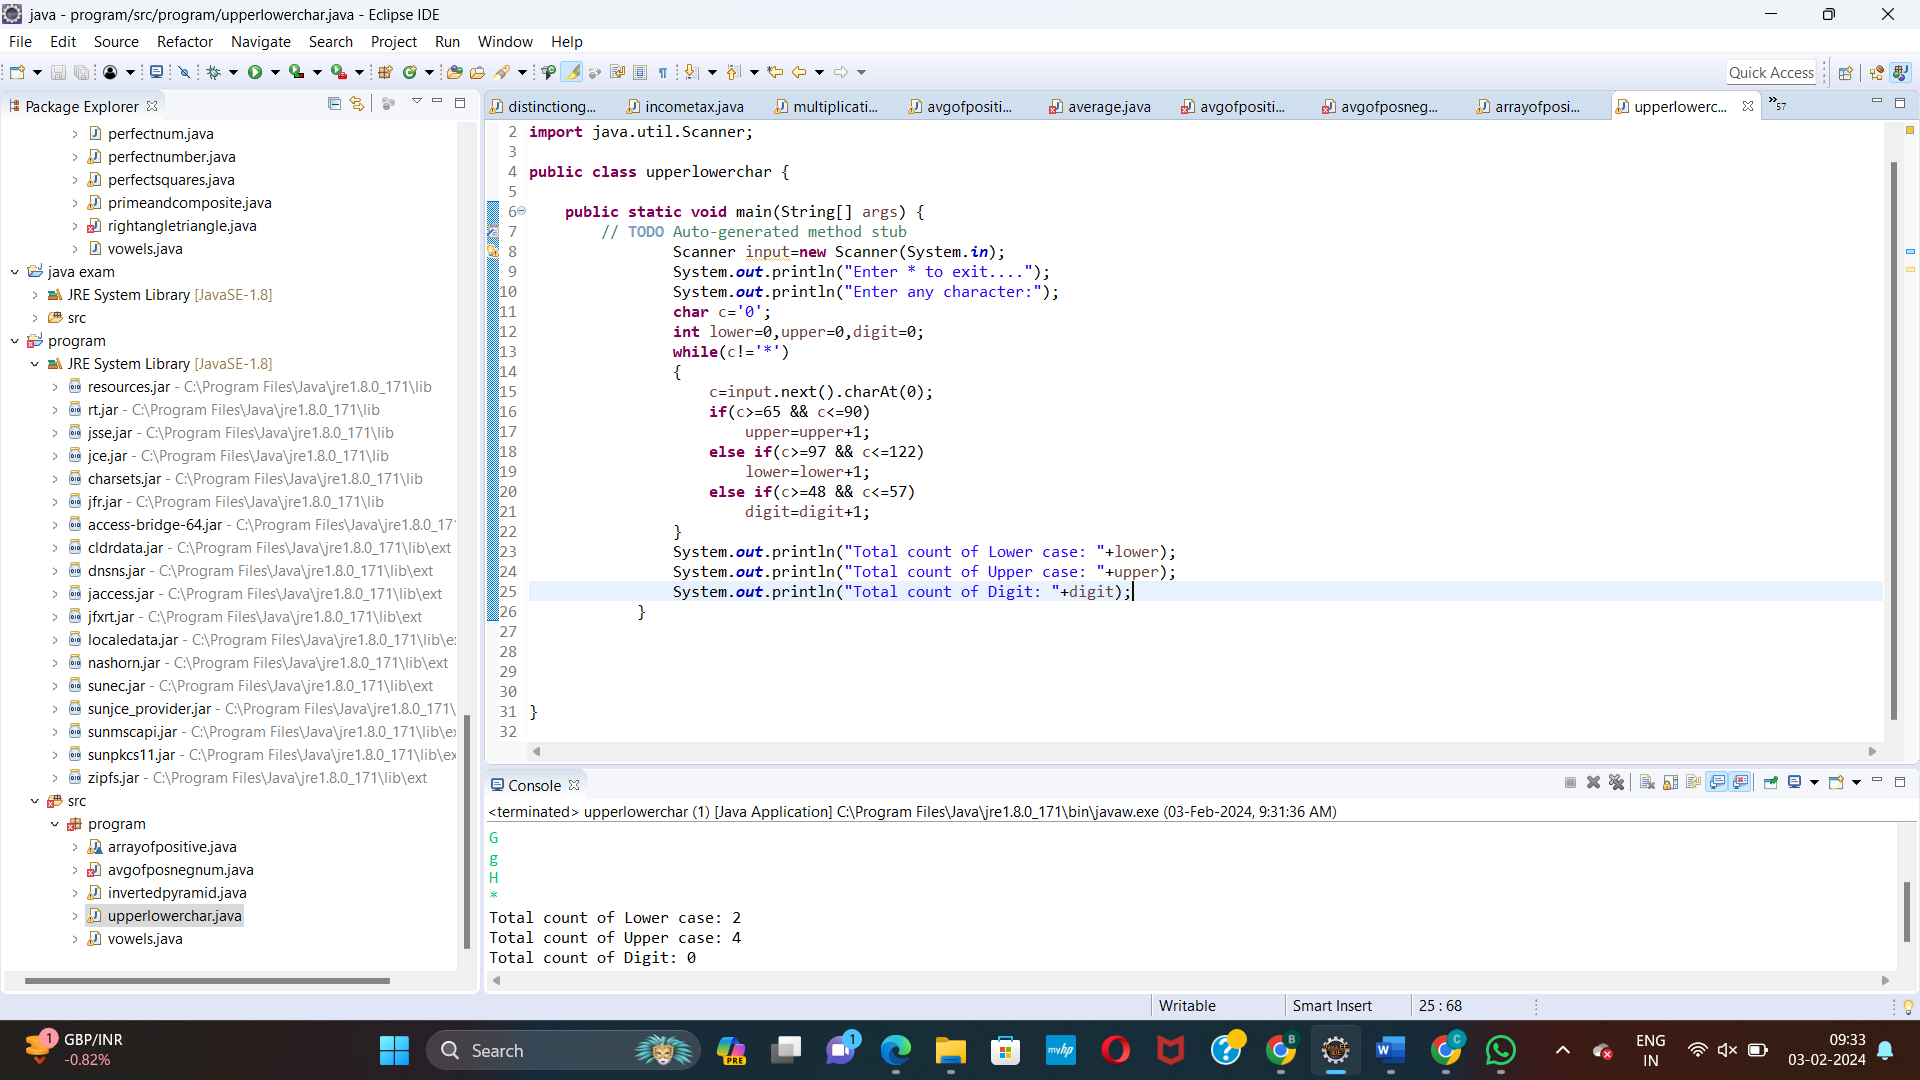 java - program/src/program/upperlowerchar.java - Eclipse IDE
File Edit Source Refactor Navigate Search Project Run Window Help
Quick Access
Package Explorer
perfectnum.java
perfectnumber.java
perfectsquares.java
primeandcomposite.java
rightangletriangle.java
vowels.java
java exam
JRE System Library [JavaSE-1.8]
src
program
JRE System Library [JavaSE-1.8]
resources.jar - C:\Program Files\Java\jre1.8.0_171\lib
rt.jar - C:\Program Files\Java\jre1.8.0_171\lib
jsse.jar - C:\Program Files\Java\jre1.8.0_171\lib
jce.jar - C:\Program Files\Java\jre1.8.0_171\lib
charsets.jar - C:\Program Files\Java\jre1.8.0_171\lib
jfr.jar - C:\Program Files\Java\jre1.8.0_171\lib
access-bridge-64.jar - C:\Program Files\Java\jre1.8.0_17
cldrdata.jar - C:\Program Files\Java\jre1.8.0_171\lib\ext
dnsns.jar - C:\Program Files\Java\jre1.8.0_171\lib\ext
jaccess.jar - C:\Program Files\Java\jre1.8.0_171\lib\ext
jfxrt.jar - C:\Program Files\Java\jre1.8.0_171\lib\ext
localedata.jar - C:\Program Files\Java\jre1.8.0_171\lib\e
nashorn.jar - C:\Program Files\Java\jre1.8.0_171\lib\ext
sunec.jar - C:\Program Files\Java\jre1.8.0_171\lib\ext
sunjce_provider.jar - C:\Program Files\Java\jre1.8.0_171\
sunmscapi.jar - C:\Program Files\Java\jre1.8.0_171\lib\e
sunpkcs11.jar - C:\Program Files\Java\jre1.8.0_171\lib\ex
zipfs.jar - C:\Program Files\Java\jre1.8.0_171\lib\ext
src
program
arrayofpositive.java
avgofposnegnum.java
invertedpyramid.java
upperlowerchar.java
vowels.java
distinctiong... incometax.java multiplicati... avgofpositi... average.java avgofpositi... avgofposneg... arrayofposi... upperlowerc... »57
2 import java.util.Scanner;
3
4 public class upperlowerchar {
5
6 public static void main(String[] args) {
7 // TODO Auto-generated method stub
8 Scanner input=new Scanner(System.in);
9 System.out.println("Enter * to exit....");
10 System.out.println("Enter any character:");
11 char c='0';
12 int lower=0,upper=0,digit=0;
13 while(c!='*')
14 {
15 c=input.next().charAt(0);
16 if(c>=65 && c<=90)
17 upper=upper+1;
18 else if(c>=97 && c<=122)
19 lower=lower+1;
20 else if(c>=48 && c<=57)
21 digit=digit+1;
22 }
23 System.out.println("Total count of Lower case: "+lower);
24 System.out.println("Total count of Upper case: "+upper);
25 System.out.println("Total count of Digit: "+digit);
26 }
27
28
29
30
31 }
32
Console
<terminated> upperlowerchar (1) [Java Application] C:\Program Files\Java\jre1.8.0_171\bin\javaw.exe (03-Feb-2024, 9:31:36 AM)
G
g
H
*
Total count of Lower case: 2
Total count of Upper case: 4
Total count of Digit: 0
Writable Smart Insert 25 : 68
1 GBP/INR
-0.82%
Search
PRE
1
myhp
B
C
ENG
IN
09:33
03-02-2024